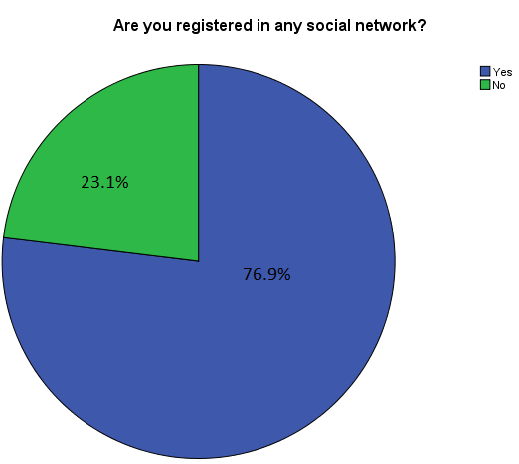 Are you registered in any social network?
Yes
No
23.1%
76.9%